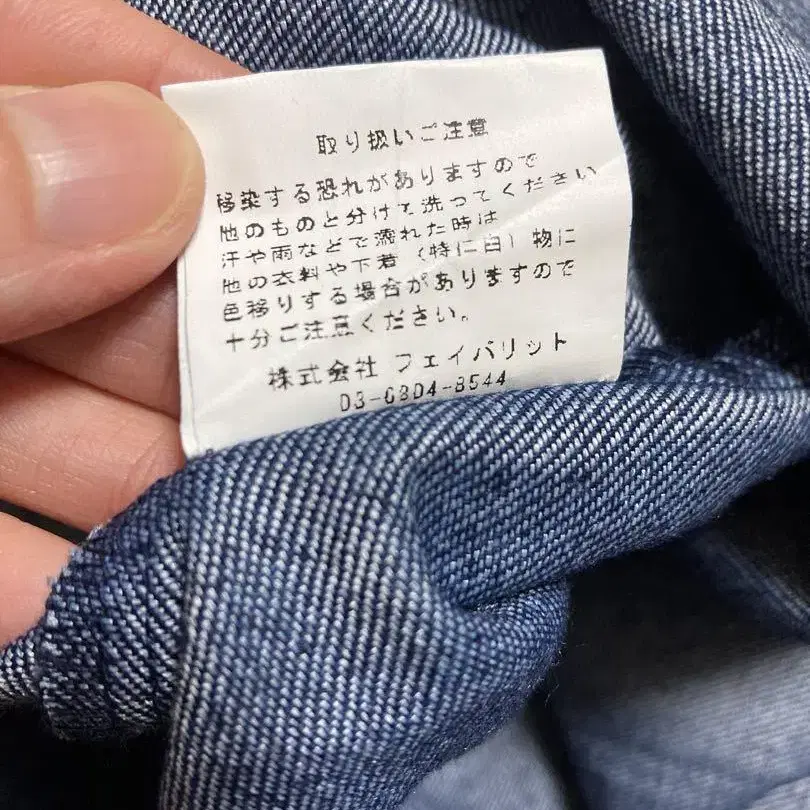 取り扱いご注意
移染する恐れがありますので
他のものと分けて洗ってください
汗や雨などで濡れた時は
他の衣料や下着（特に白）物に
色移りする場合がありますので
十分ご注意ください。
株式会社 フェイバリット
03-6804-8544